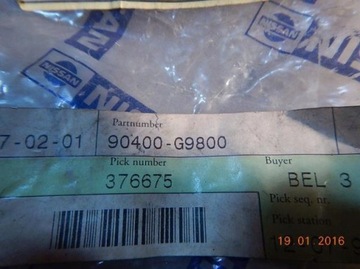 NISSAN
NISSAN
Partnumber
7-02-01
90400-G9800
Pick number
Buyer
376675
BEL 3
Pick seq. nr.
Pick station
19.01.2016